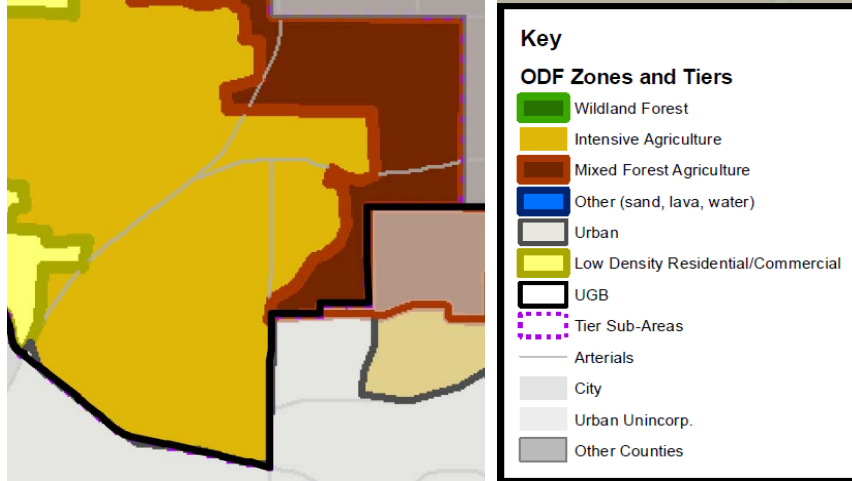 Key
ODF Zones and Tiers
Wildland Forest
Intensive Agriculture
Mixed Forest Agriculture
Other (sand, lava, water)
Urban
Low Density Residential/Commercial
UGB
Tier Sub-Areas
Arterials
City
Urban Unincorp.
Other Counties